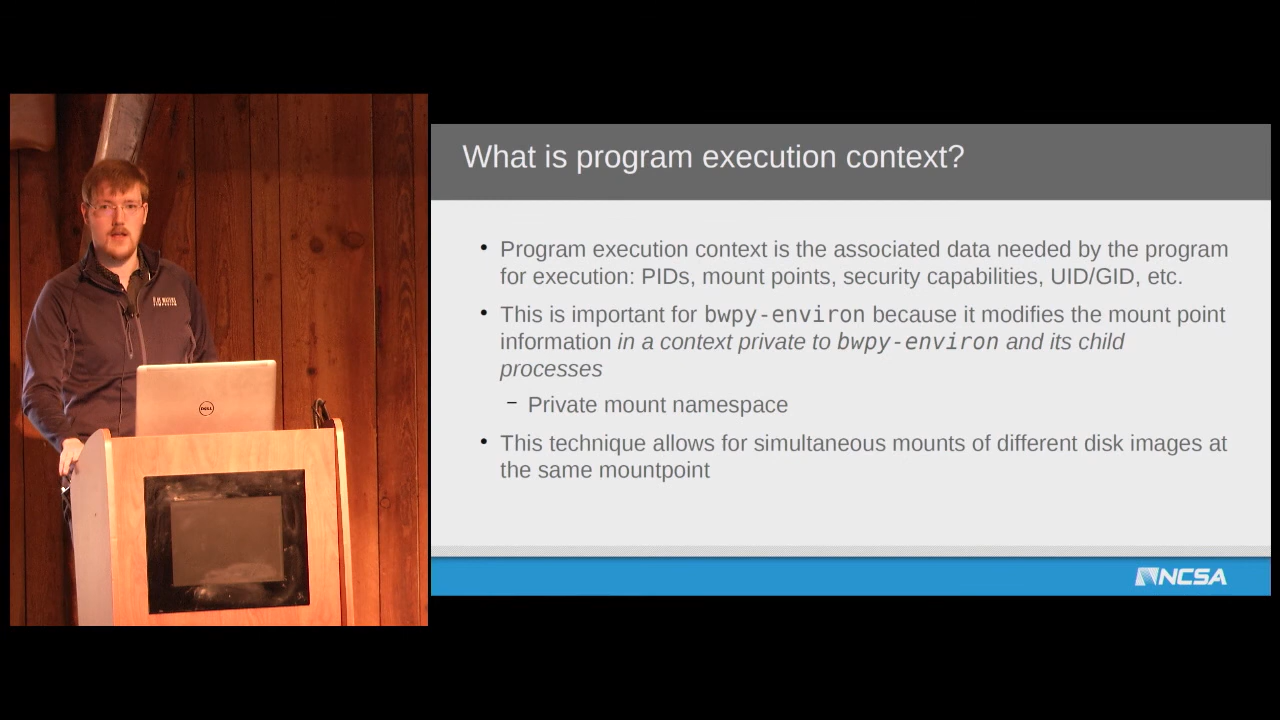 What is program execution context?
• Program execution context is the associated data needed by the program
for execution: PIDs, mount points, security capabilities, UID/GID, etc.
• This is important for bwpy-environ because it modifies the mount point
information in a context private to bwpy-environ and its child
processes
– Private mount namespace
• This technique allows for simultaneous mounts of different disk images at
the same mountpoint
NCSA
DELL